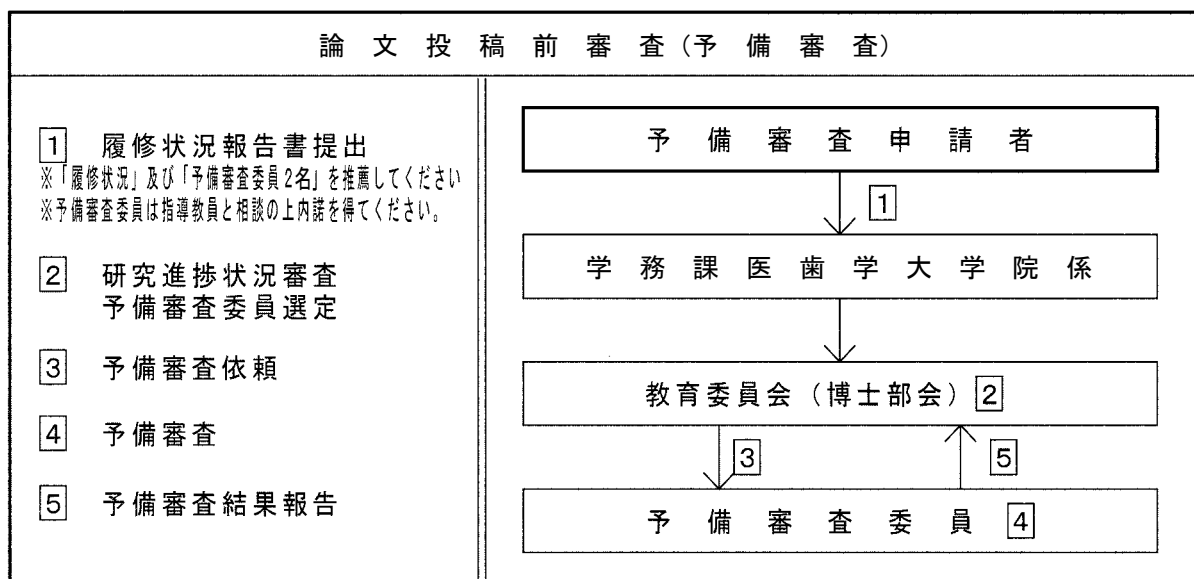 論文投稿前審査(予備審査)
1 履修状況報告書提出
※「履修状況」及び「予備審査委員2名」を推薦してください
※予備審査委員は指導教員と相談の上内諾を得てください。
2 研究進捗状況審査
予備審査委員選定
3 予備審査依頼
4 予備審査
5 予備審査結果報告
予備審査申請者
1
学務課医歯学大学院係
教育委員会(博士部会) 2
3
5
予備審査委員 4